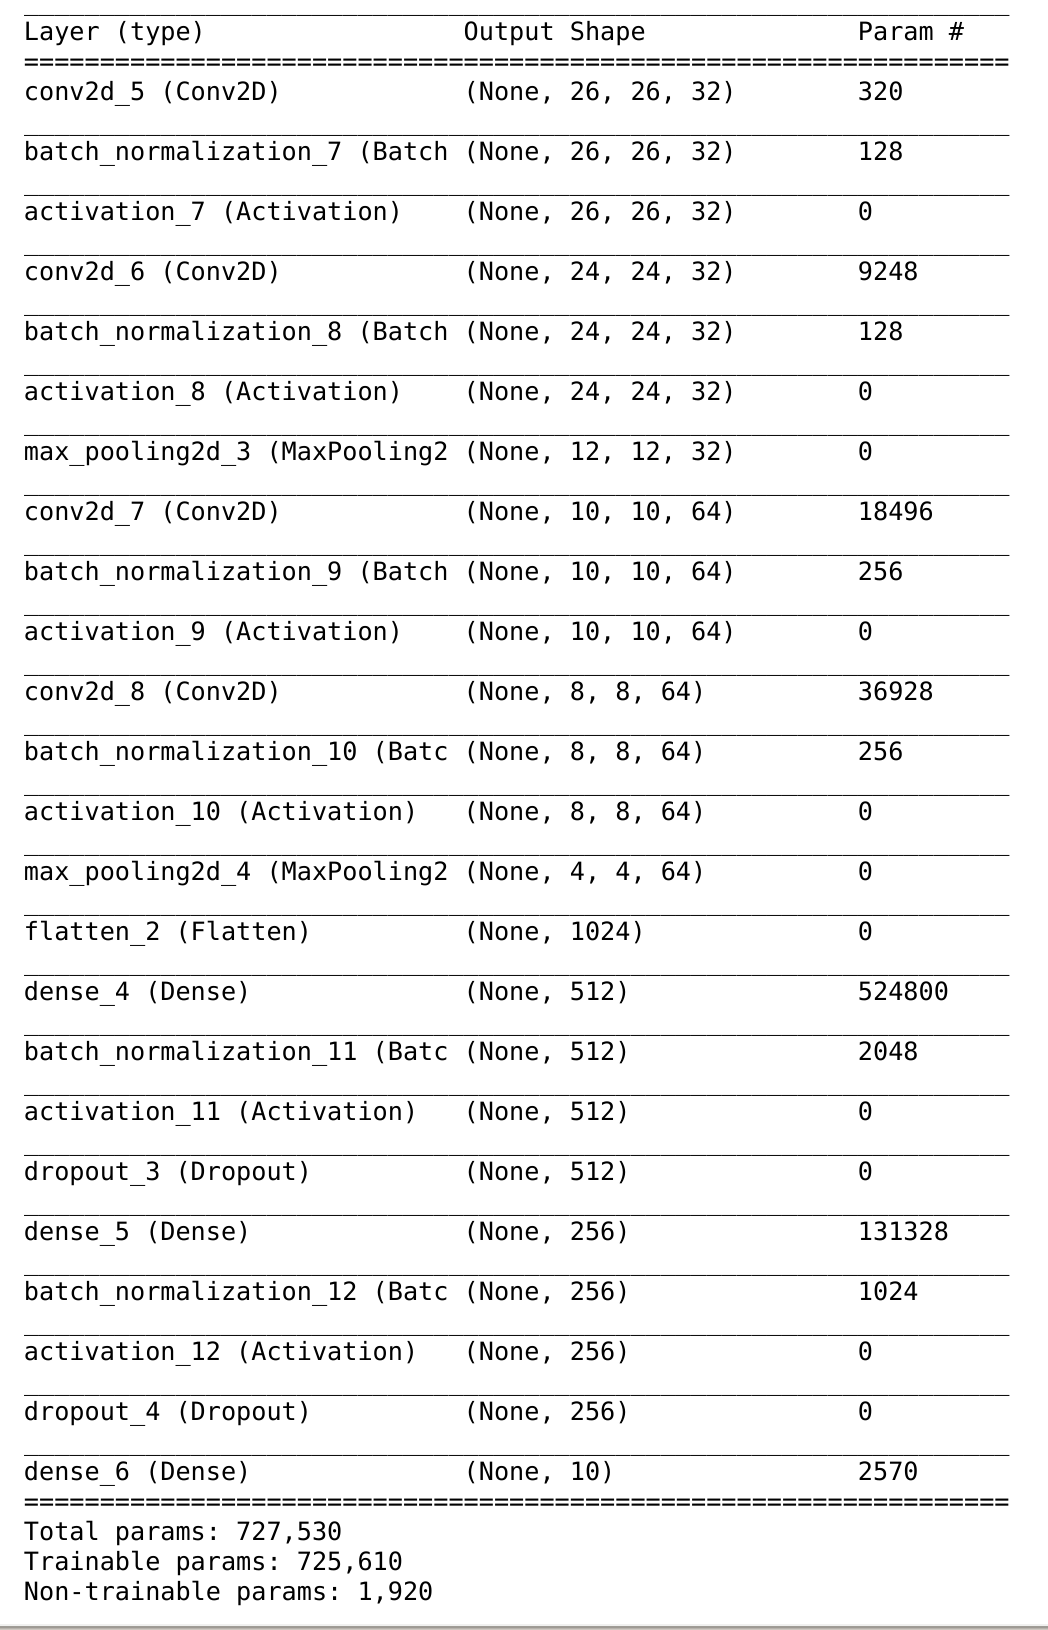 Layer (type) Output Shape Param #
=================================================================
conv2d_5 (Conv2D) (None, 26, 26, 32) 320
batch_normalization_7 (Batch (None, 26, 26, 32) 128
activation_7 (Activation) (None, 26, 26, 32) 0
conv2d_6 (Conv2D) (None, 24, 24, 32) 9248
batch_normalization_8 (Batch (None, 24, 24, 32) 128
activation_8 (Activation) (None, 24, 24, 32) 0
max_pooling2d_3 (MaxPooling2 (None, 12, 12, 32) 0
conv2d_7 (Conv2D) (None, 10, 10, 64) 18496
batch_normalization_9 (Batch (None, 10, 10, 64) 256
activation_9 (Activation) (None, 10, 10, 64) 0
conv2d_8 (Conv2D) (None, 8, 8, 64) 36928
batch_normalization_10 (Batc (None, 8, 8, 64) 256
activation_10 (Activation) (None, 8, 8, 64) 0
max_pooling2d_4 (MaxPooling2 (None, 4, 4, 64) 0
flatten_2 (Flatten) (None, 1024) 0
dense_4 (Dense) (None, 512) 524800
batch_normalization_11 (Batc (None, 512) 2048
activation_11 (Activation) (None, 512) 0
dropout_3 (Dropout) (None, 512) 0
dense_5 (Dense) (None, 256) 131328
batch_normalization_12 (Batc (None, 256) 1024
activation_12 (Activation) (None, 256) 0
dropout_4 (Dropout) (None, 256) 0
dense_6 (Dense) (None, 10) 2570
=================================================================
Total params: 727,530
Trainable params: 725,610
Non-trainable params: 1,920